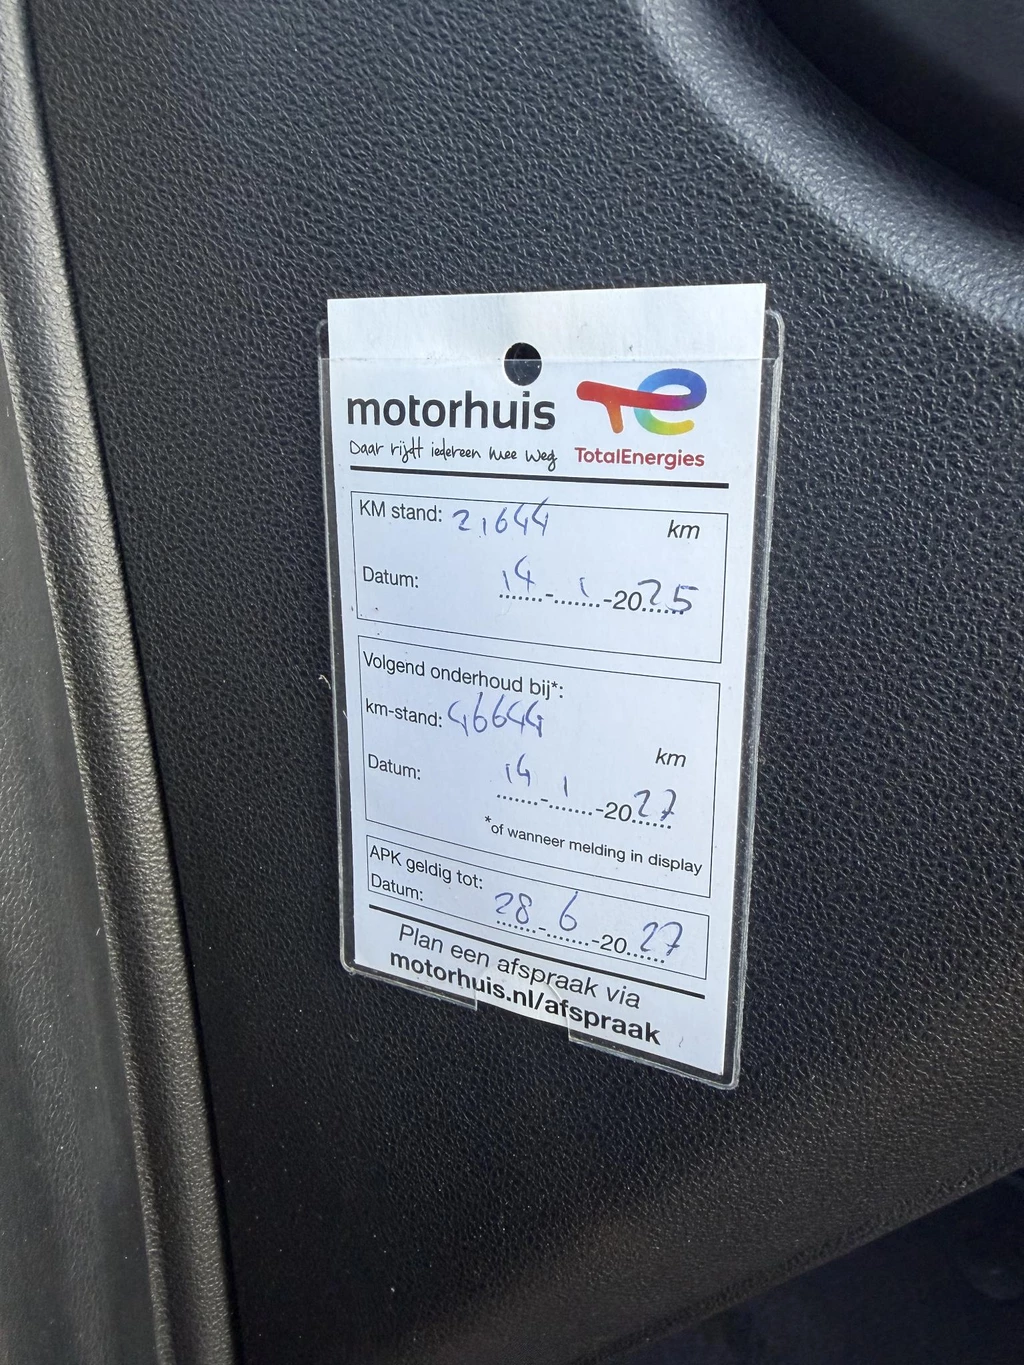 motorhuis
Daar rijdt iedereen mee weg
TotalEnergies
KM stand: 21644 km
Datum: 14-1-2025
Volgend onderhoud bij*:
km-stand: 46644 km
Datum: 14-1-2027
*of wanneer melding in display
APK geldig tot:
Datum: 28-6-2027
Plan een afspraak via
motorhuis.nl/afspraak